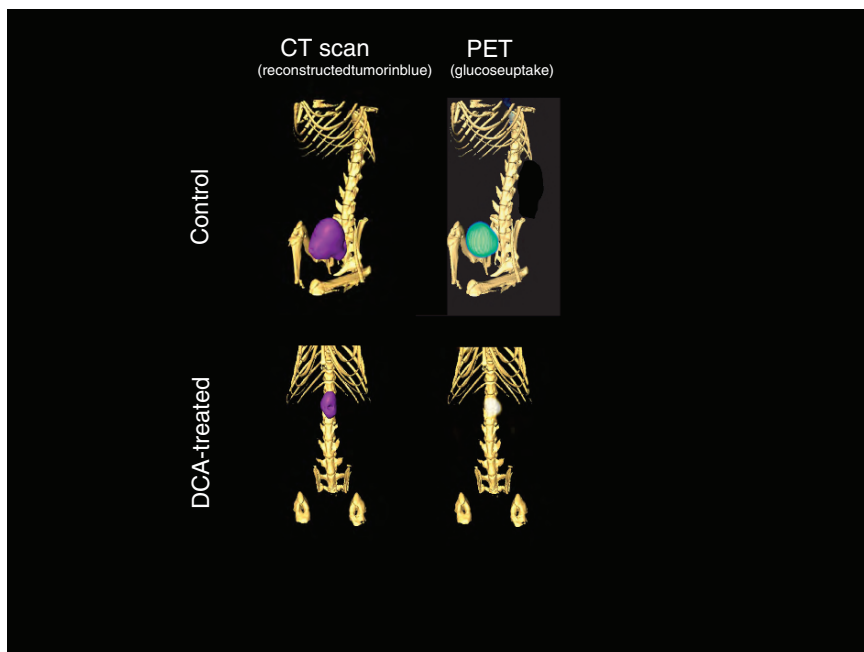 CT scan
(reconstructedtumorinblue)
PET
(glucoseuptake)
Control
DCA-treated